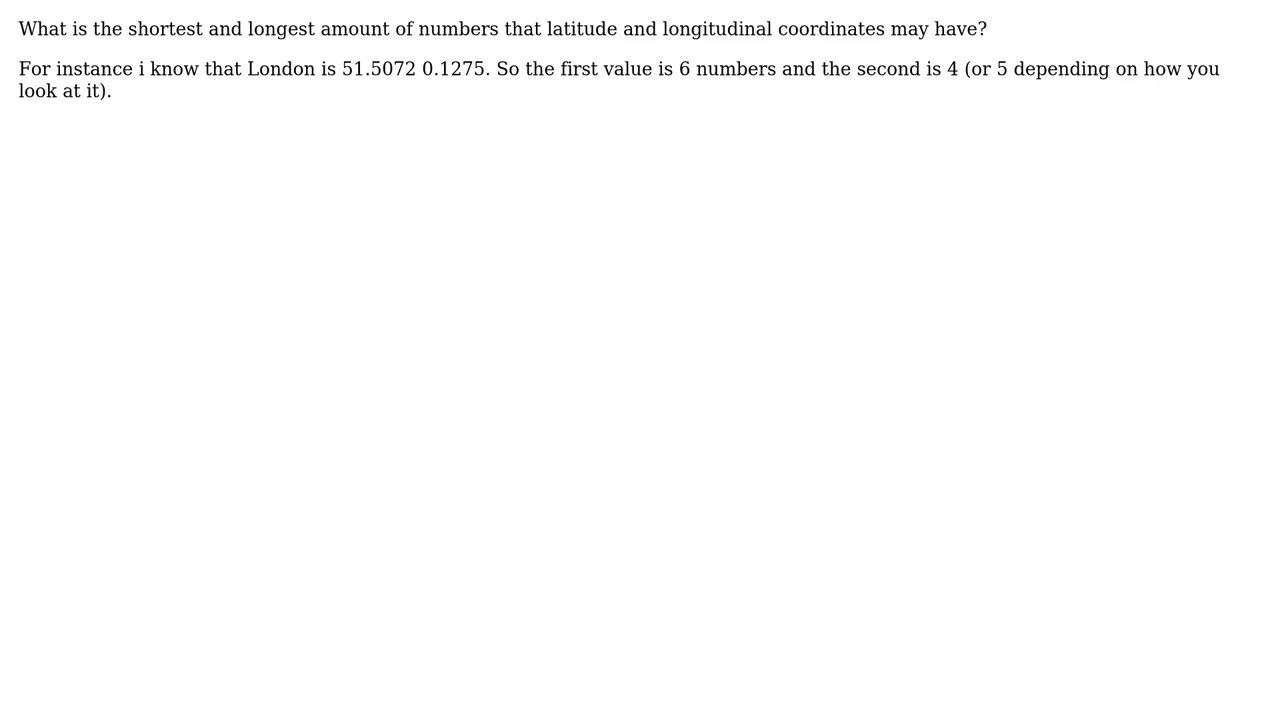 What is the shortest and longest amount of numbers that latitude and longitudinal coordinates may have?
For instance i know that London is 51.5072 0.1275. So the first value is 6 numbers and the second is 4 (or 5 depending on how you
look at it).